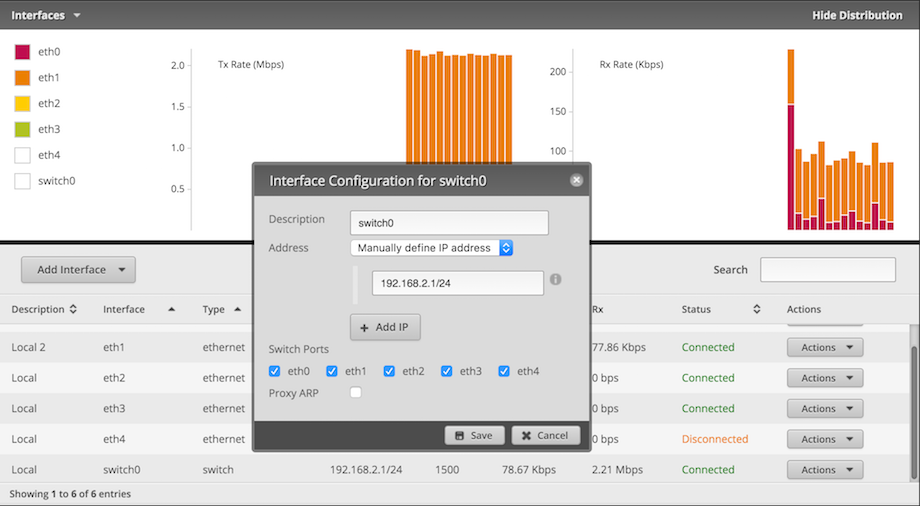 Interfaces Hide Distribution
eth0
eth1
eth2
eth3
eth4
switch0
Tx Rate (Mbps)
2.0
1.5
1.0
0.5
Rx Rate (Kbps)
200
150
100
Interface Configuration for switch0
Description switch0
Address Manually define IP address
192.168.2.1/24
+ Add IP
Switch Ports
eth0 eth1 eth2 eth3 eth4
Proxy ARP
Save Cancel
Add Interface Search
Description Interface Type Rx Status Actions
Local 2 eth1 ethernet 77.86 Kbps Connected Actions
Local eth2 ethernet 0 bps Connected Actions
Local eth3 ethernet 0 bps Connected Actions
Local eth4 ethernet 0 bps Disconnected Actions
Local switch0 switch 192.168.2.1/24 1500 78.67 Kbps 2.21 Mbps Connected Actions
Showing 1 to 6 of 6 entries